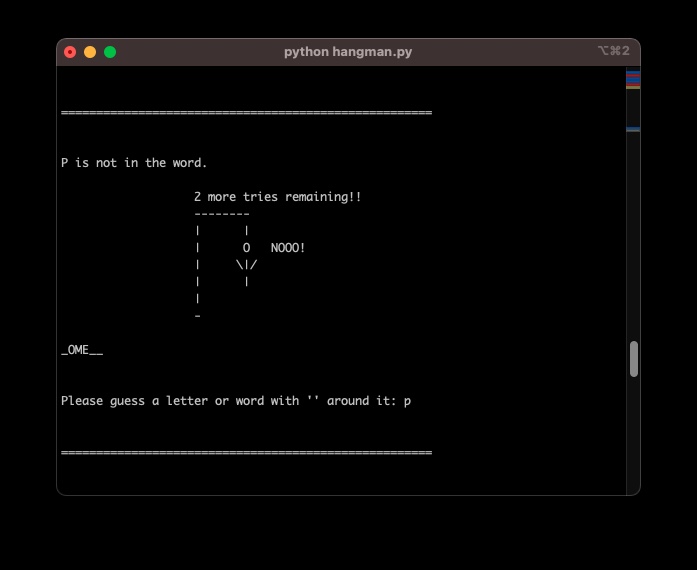 python hangman.py
⌥⌘2
=====================================================
P is not in the word.
2 more tries remaining!!
--------
|      |
|      O   NOOO!
|     \|/
|      |
|
-
_OME__
Please guess a letter or word with '' around it: p
=====================================================